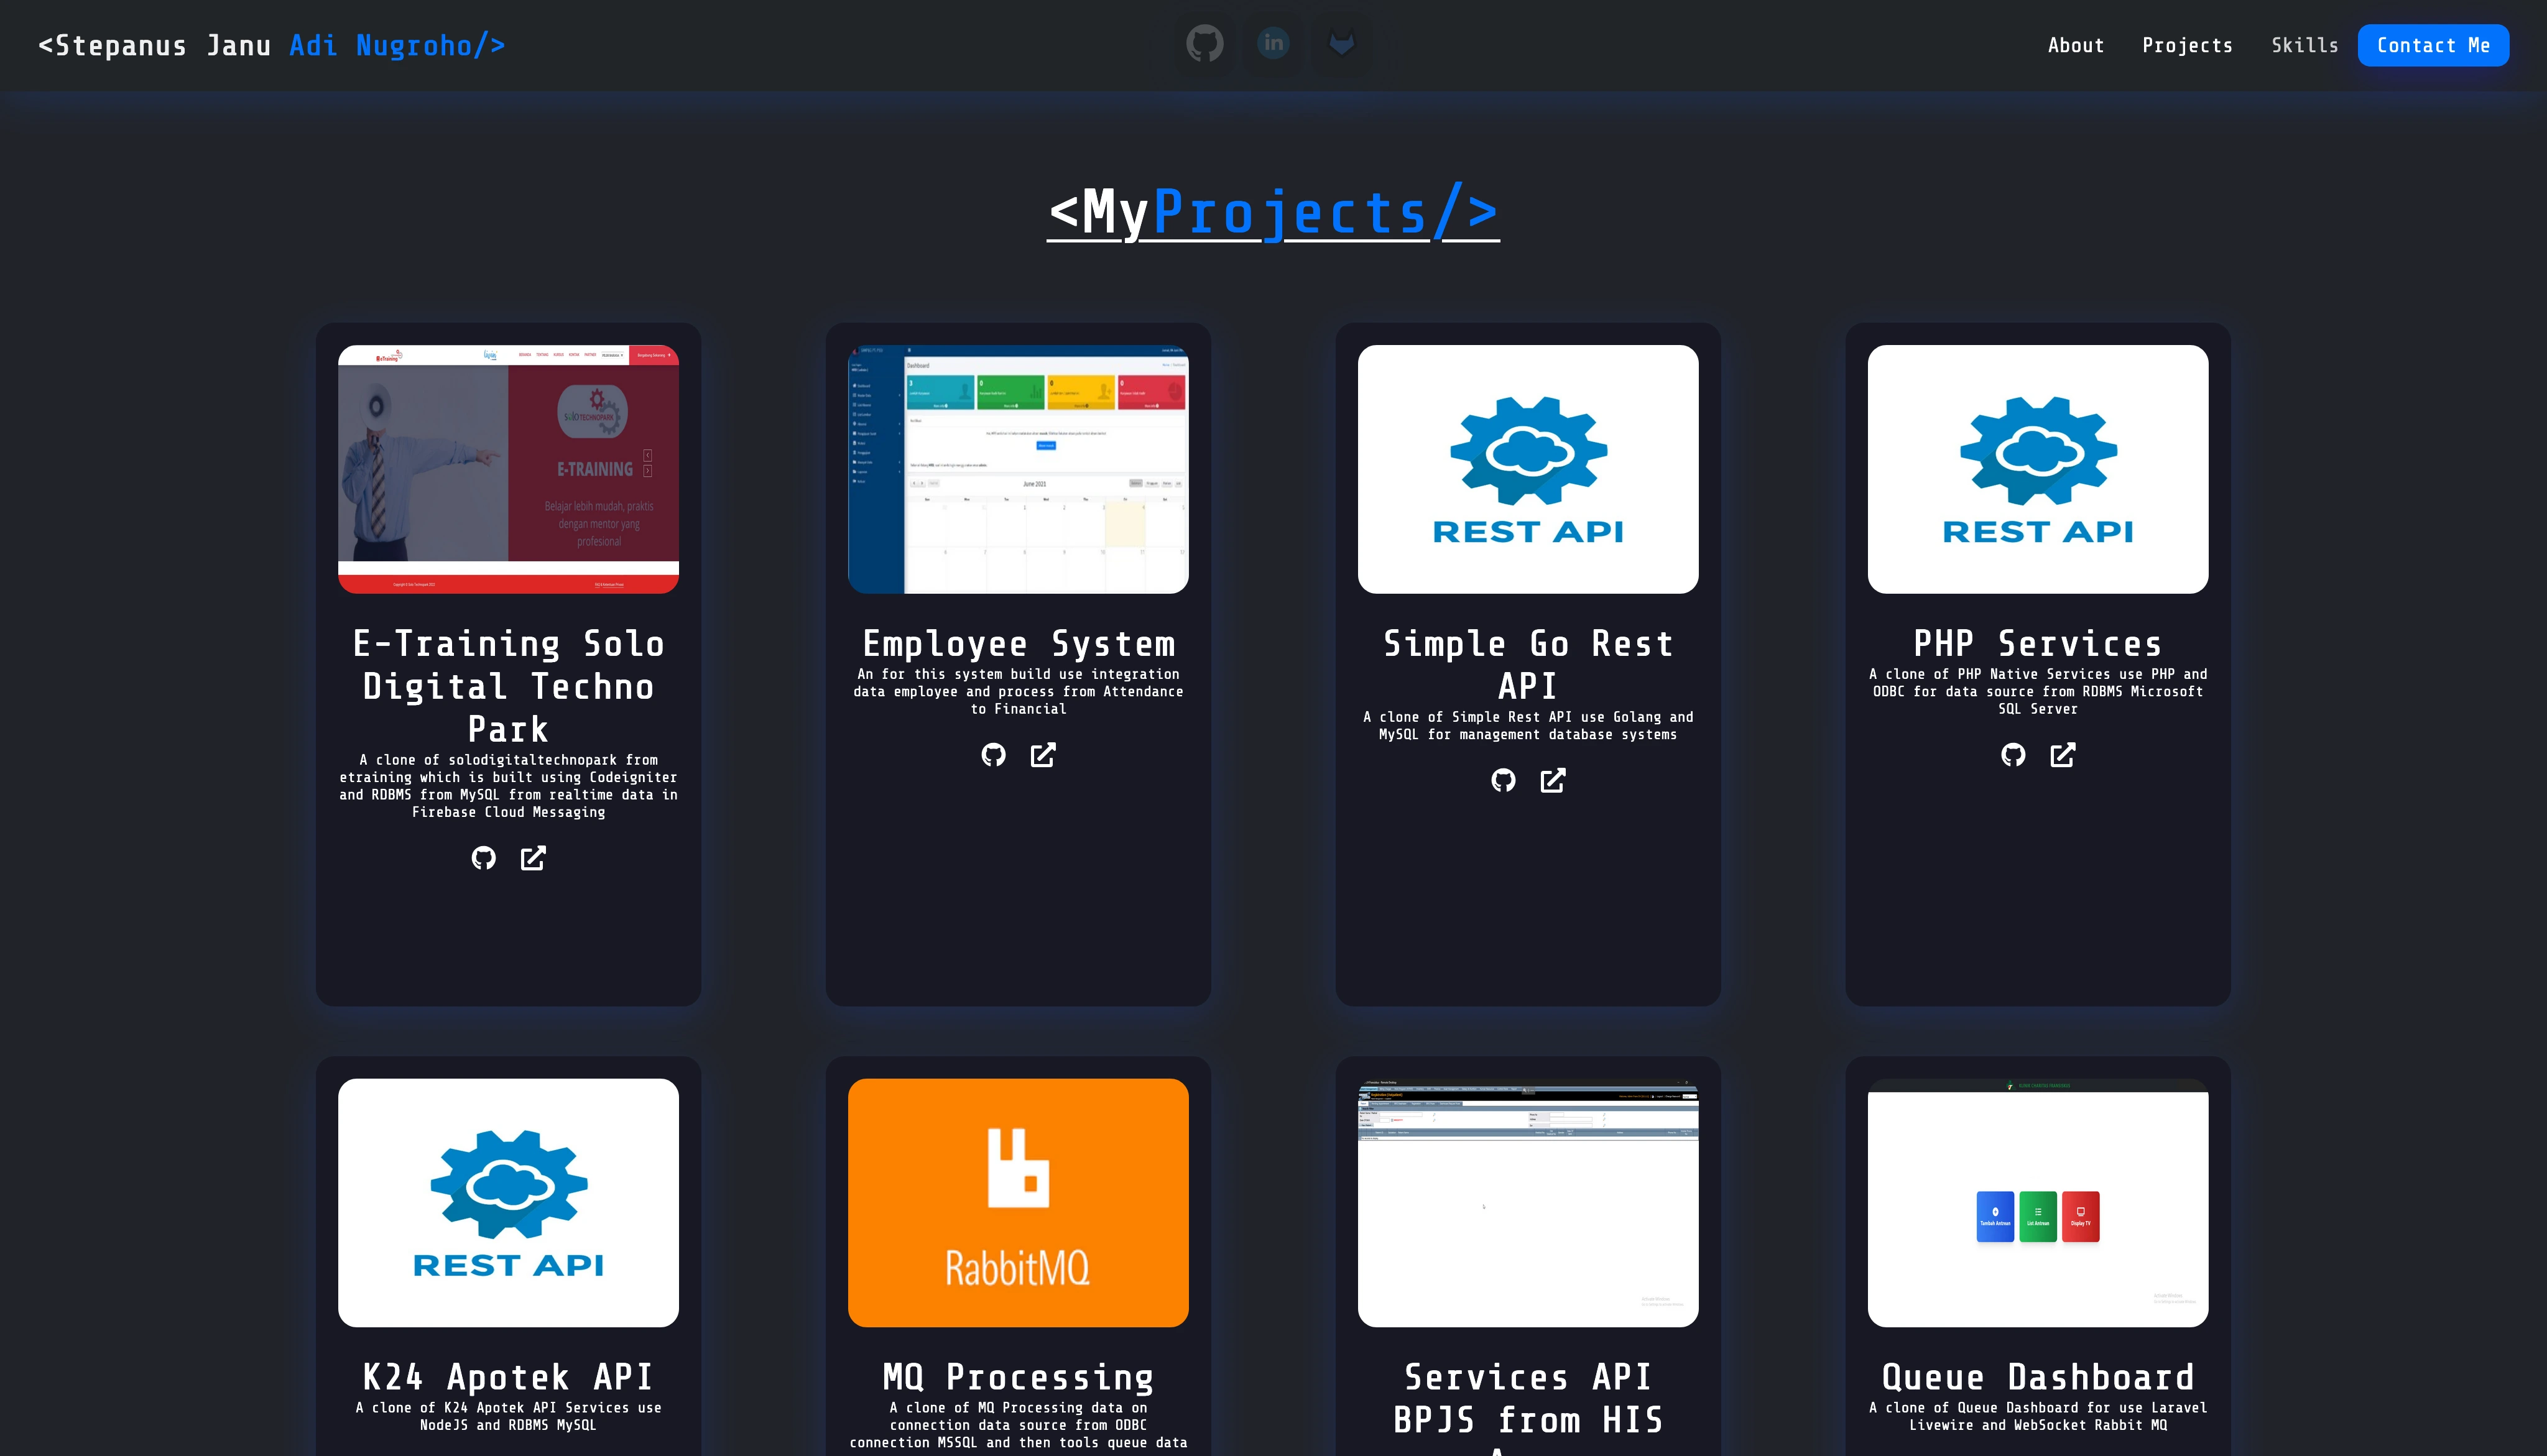 <Stepanus Janu Adi Nugroho/>
About
Projects
Skills
Contact Me
<MyProjects/>
E-TRAINING
Belajar lebih mudah, praktis
dengan mentor yang
profesional
E-Training Solo
Digital Techno
Park
A clone of solodigitaltechnopark from
etraining which is built using Codeigniter
and RDBMS from MySQL from realtime data in
Firebase Cloud Messaging
Dashboard
June 2021
Employee System
An for this system build use integration
data employee and process from Attendance
to Financial
REST API
Simple Go Rest
API
A clone of Simple Rest API use Golang and
MySQL for management database systems
REST API
PHP Services
A clone of PHP Native Services use PHP and
ODBC for data source from RDBMS Microsoft
SQL Server
REST API
K24 Apotek API
A clone of K24 Apotek API Services use
NodeJS and RDBMS MySQL
RabbitMQ
MQ Processing
A clone of MQ Processing data on
connection data source from ODBC
connection MSSQL and then tools queue data
Services API
BPJS from HIS
Tambah Antrean
List Antrean
Display TV
Queue Dashboard
A clone of Queue Dashboard for use Laravel
Livewire and WebSocket Rabbit MQ